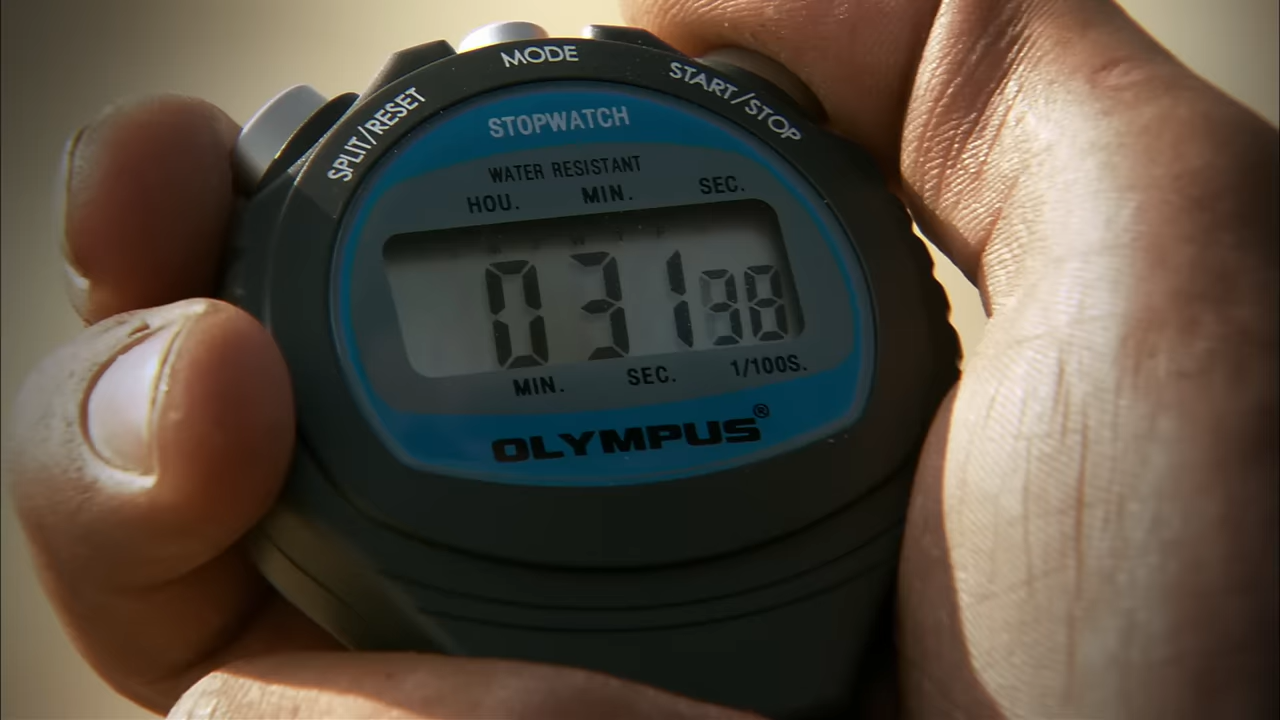 MODE
SPLIT/RESET
START/STOP
STOPWATCH
WATER RESISTANT
HOU. MIN. SEC.
0 31 98
MIN. SEC. 1/100S.
OLYMPUS®